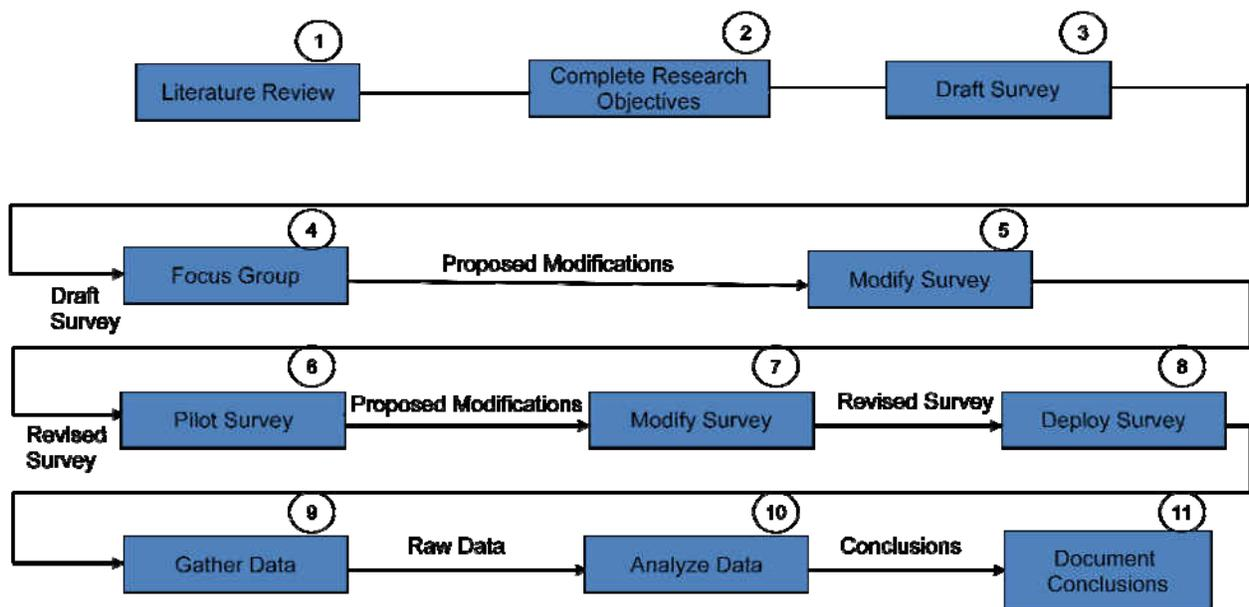 1
2
3
Literature Review
Complete Research
Objectives
Draft Survey
4
5
Focus Group
Proposed Modifications
Modify Survey
Draft
Survey
6
7
8
Pilot Survey
Proposed Modifications
Modify Survey
Revised Survey
Deploy Survey
Revised
Survey
9
10
11
Gather Data
Raw Data
Analyze Data
Conclusions
Document
Conclusions